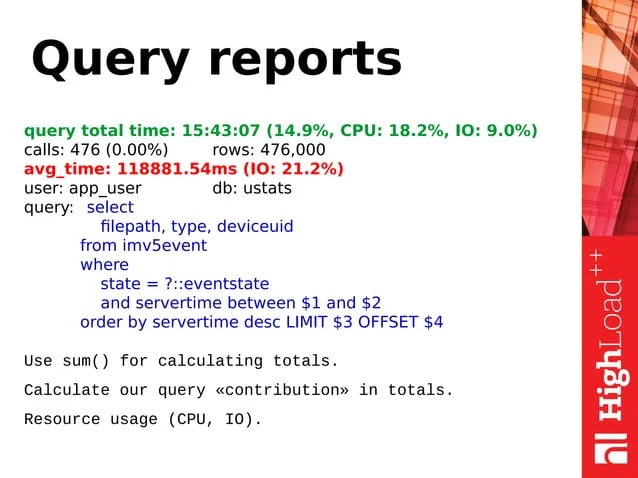 Query reports
query total time: 15:43:07 (14.9%, CPU: 18.2%, IO: 9.0%)
calls: 476 (0.00%) rows: 476,000
avg_time: 118881.54ms (IO: 21.2%)
user: app_user db: ustats
query: select
filepath, type, deviceuid
from imv5event
where
state = ?::eventstate
and servertime between $1 and $2
order by servertime desc LIMIT $3 OFFSET $4
Use sum() for calculating totals.
Calculate our query «contribution» in totals.
Resource usage (CPU, IO).
HighLoad++